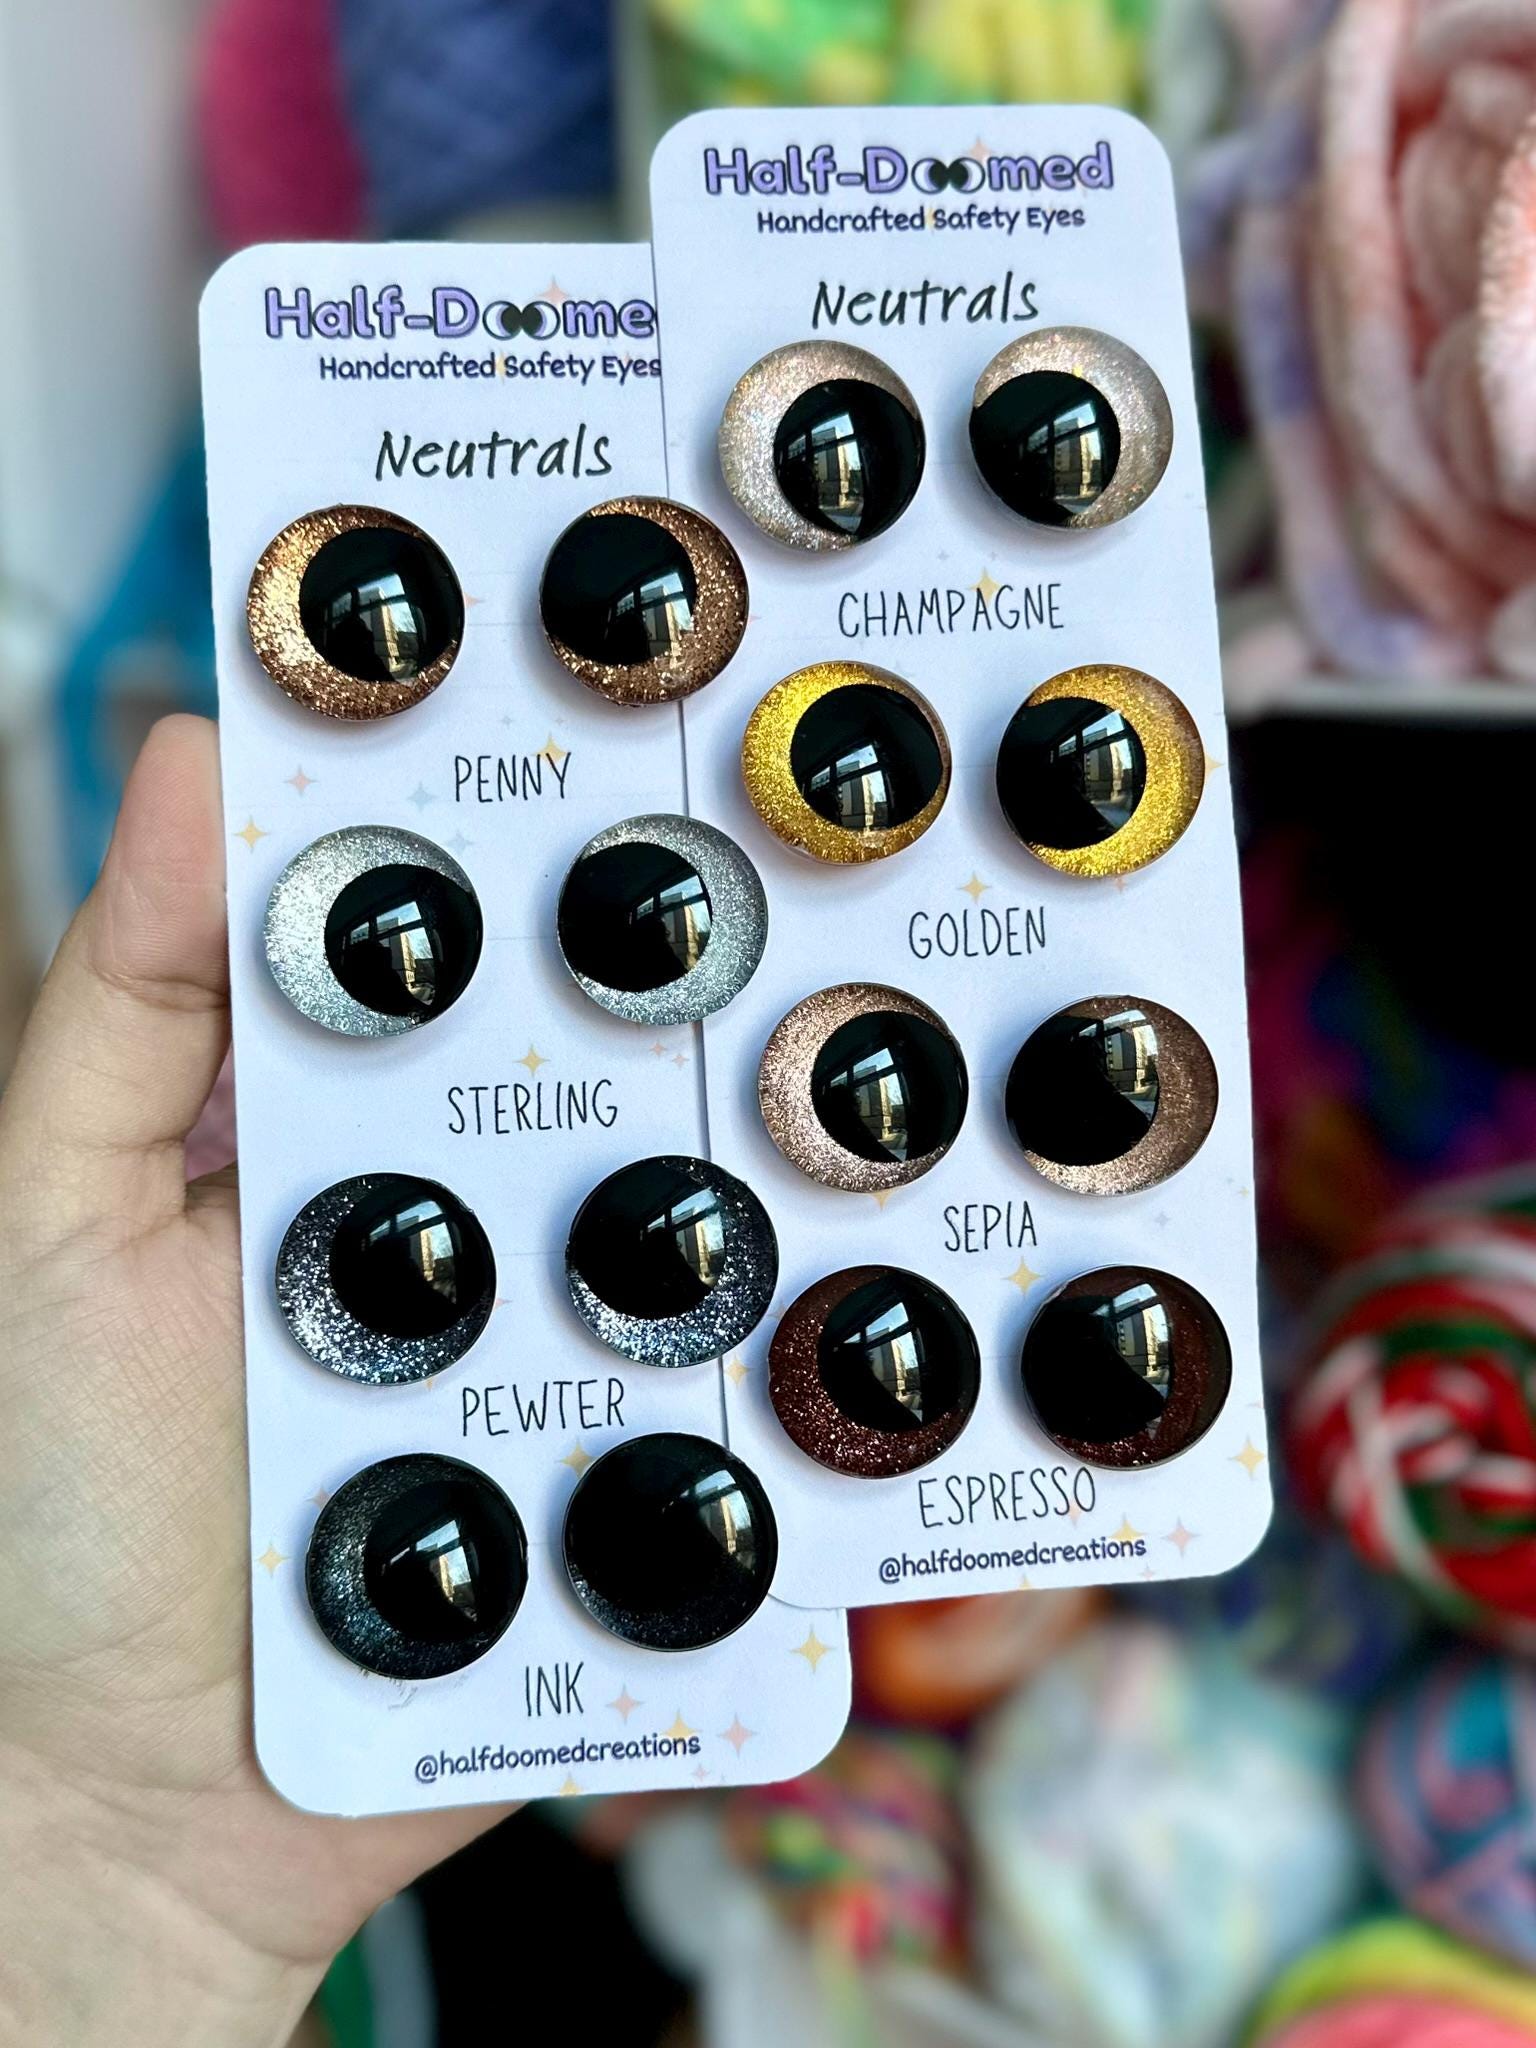 Half-Doomed
Handcrafted Safety Eyes
Neutrals
PENNY
STERLING
PEWTER
INK
@halfdoomedcreations
Half-Doomed
Handcrafted Safety Eyes
Neutrals
CHAMPAGNE
GOLDEN
SEPIA
ESPRESSO
@halfdoomedcreations